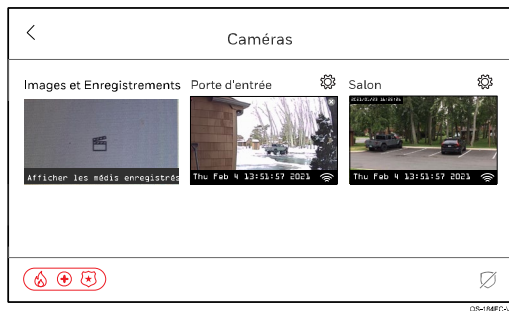 Caméras
Images et Enregistrements
Porte d'entrée
Salon
Afficher les médis enregistrés
Thu Feb 4 13:51:57 2021
Thu Feb 4 13:51:57 2021